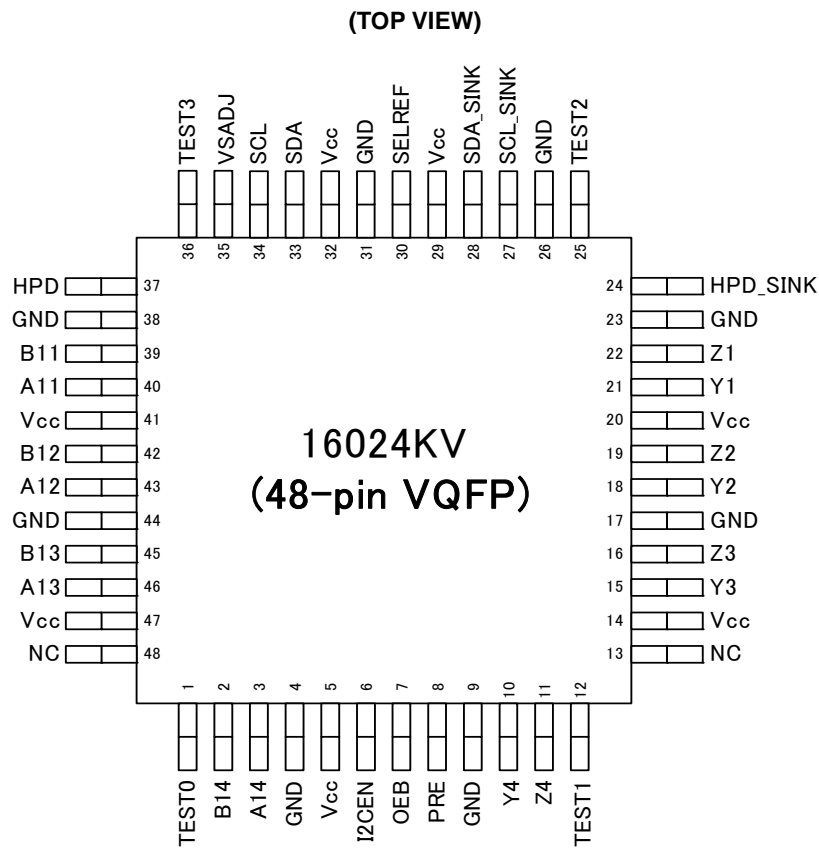 (TOP VIEW)
TEST3
VSADJ
SCL
SDA
Vcc
GND
SELREF
Vcc
SDA_SINK
SCL_SINK
GND
TEST2
36
35
34
33
32
31
30
29
28
27
26
25
HPD 37
GND 38
B11 39
A11 40
Vcc 41
B12 42
A12 43
GND 44
B13 45
A13 46
Vcc 47
NC 48
16024KV
(48-pin VQFP)
24 HPD_SINK
23 GND
22 Z1
21 Y1
20 Vcc
19 Z2
18 Y2
17 GND
16 Z3
15 Y3
14 Vcc
13 NC
1
2
3
4
5
6
7
8
9
10
11
12
TEST0
B14
A14
GND
Vcc
I2CEN
OEB
PRE
GND
Y4
Z4
TEST1